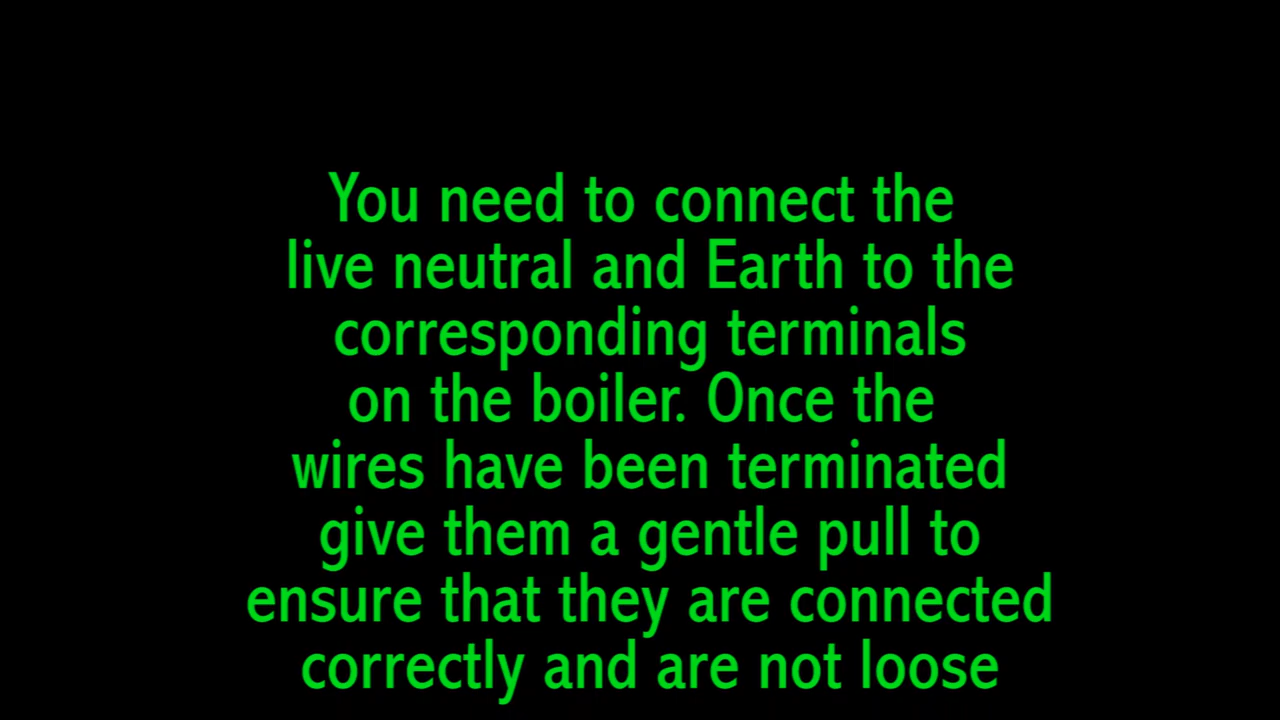 You need to connect the
live neutral and Earth to the
corresponding terminals
on the boiler. Once the
wires have been terminated
give them a gentle pull to
ensure that they are connected
correctly and are not loose